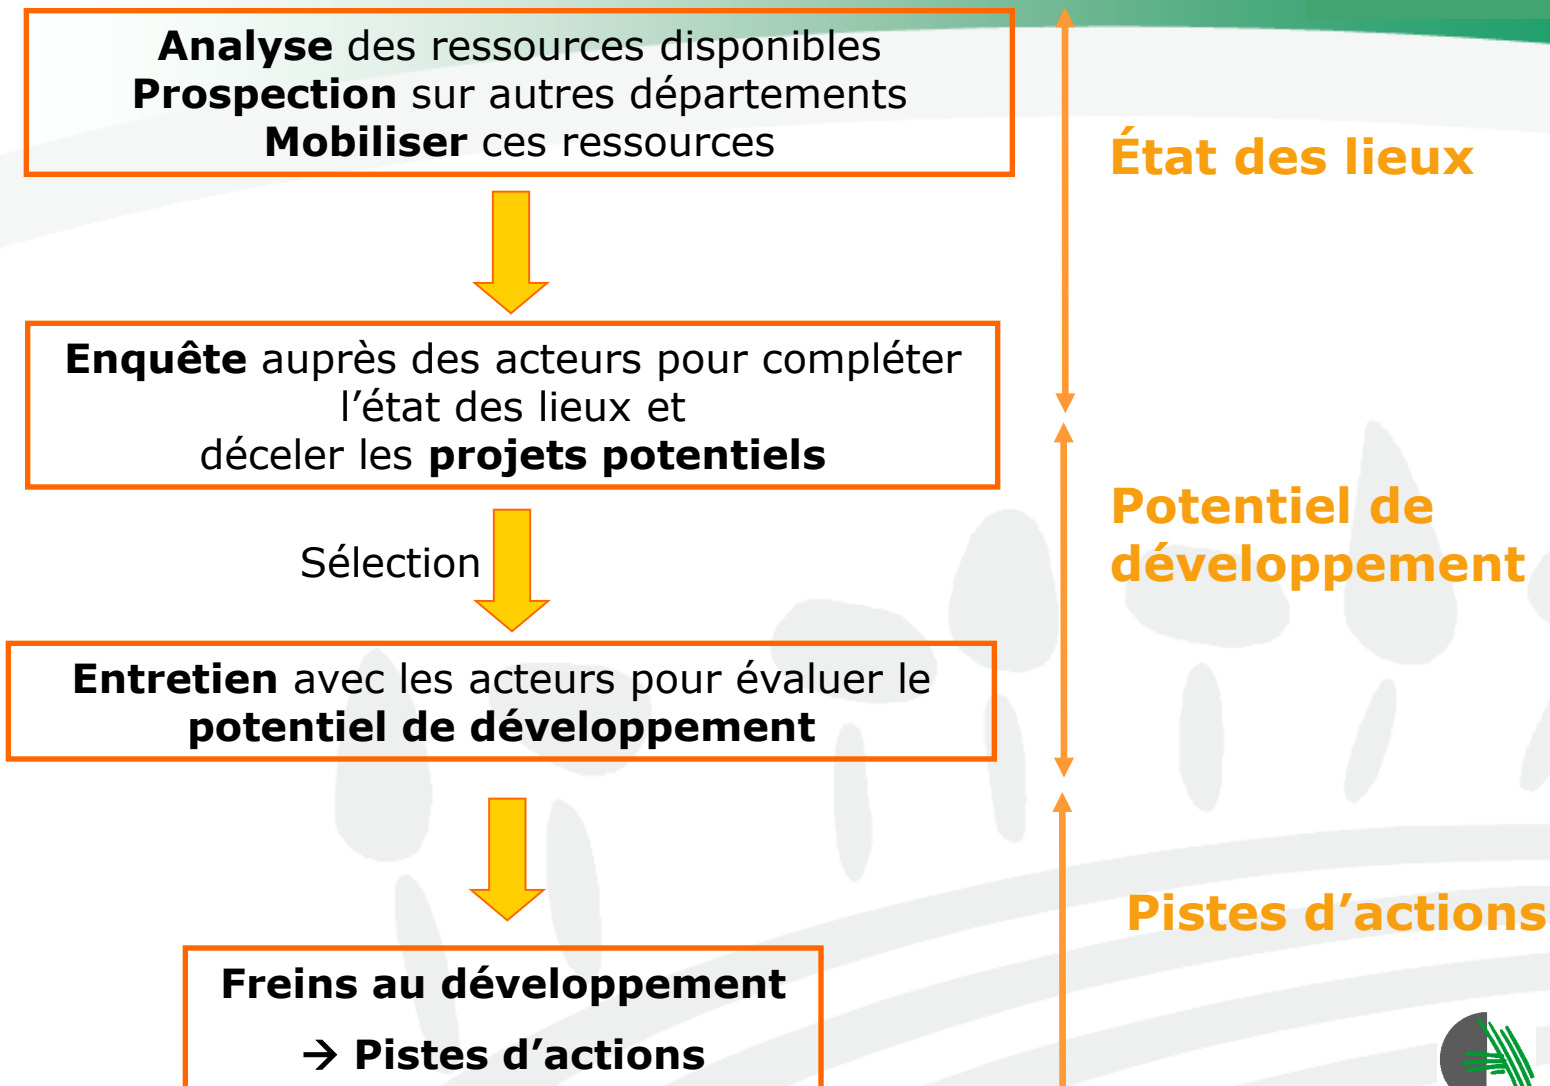 Analyse des ressources disponibles
Prospection sur autres départements
Mobiliser ces ressources
État des lieux
Enquête auprès des acteurs pour compléter
l’état des lieux et
déceler les projets potentiels
Potentiel de
développement
Sélection
Entretien avec les acteurs pour évaluer le
potentiel de développement
Pistes d’actions
Freins au développement
→ Pistes d’actions